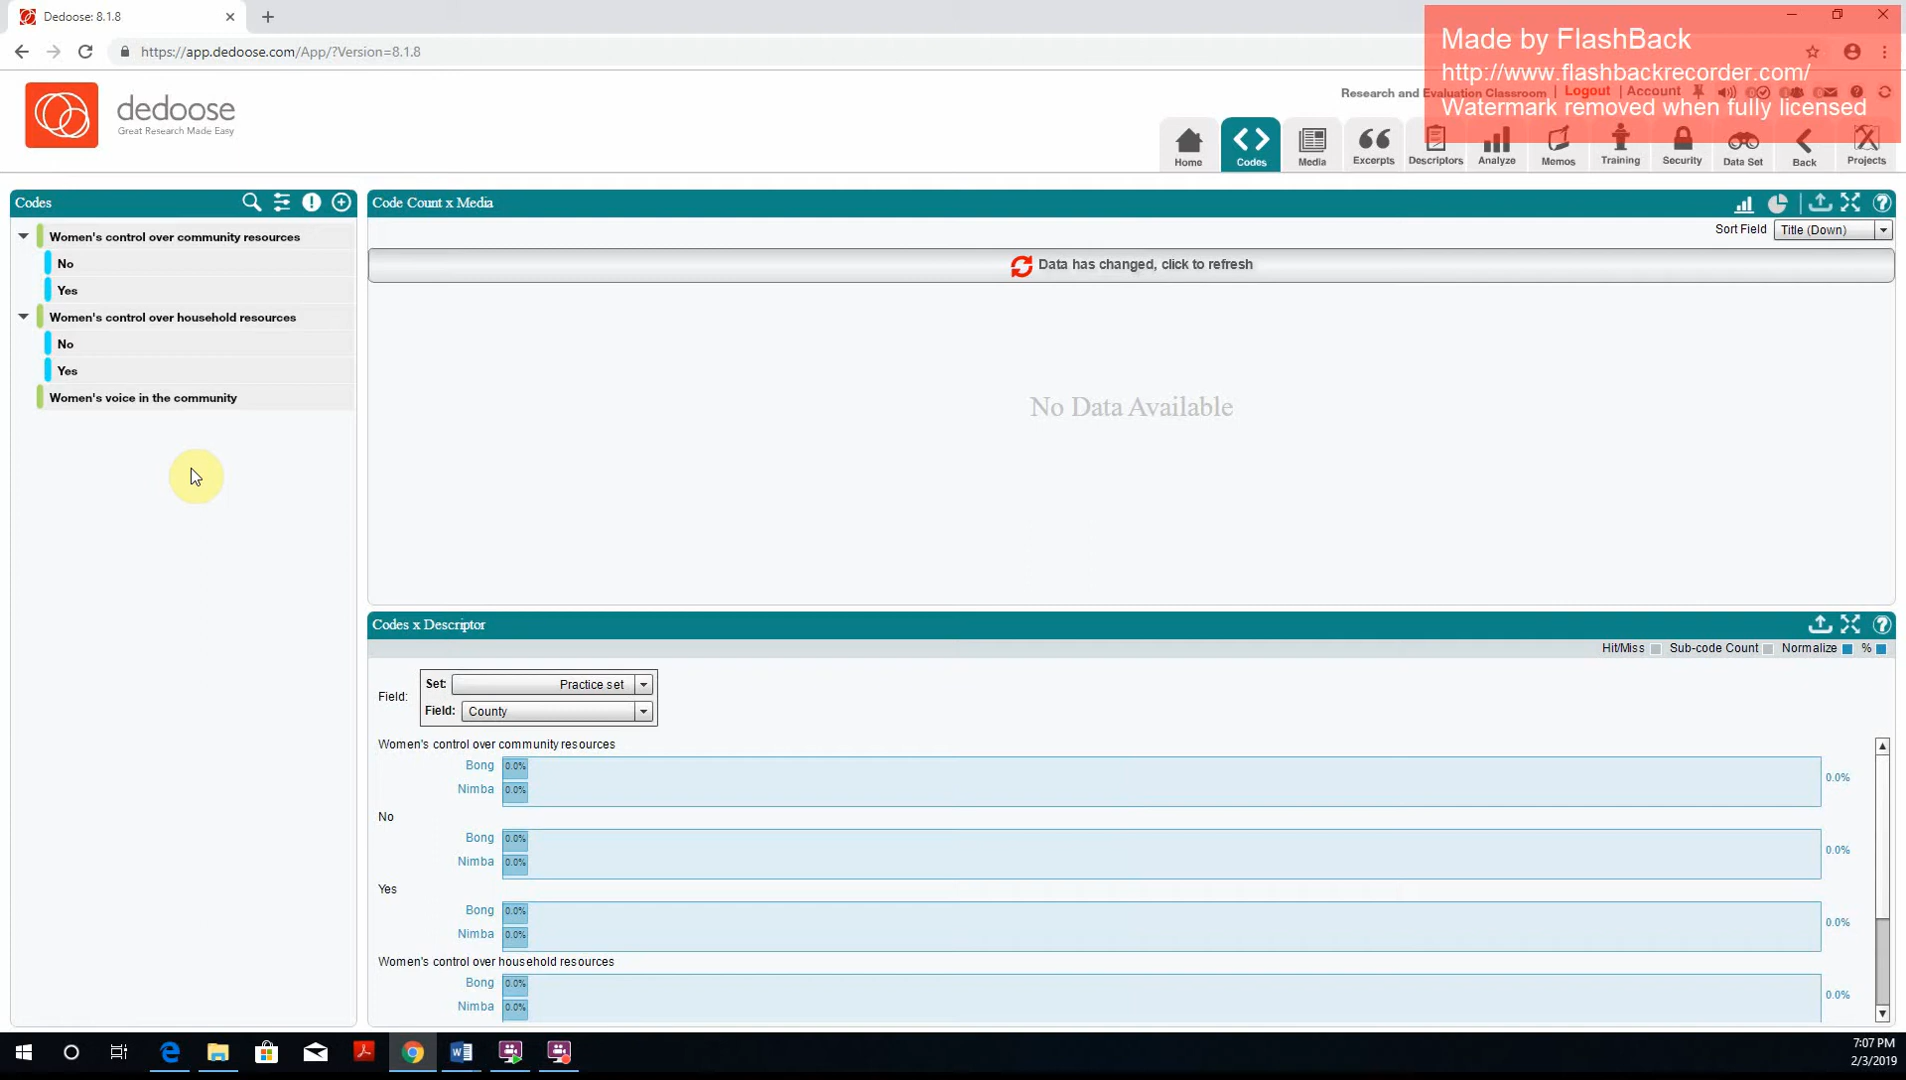 Dedoose: 8.1.8
https://app.dedoose.com/App/?Version=8.1.8
Made by FlashBack
http://www.flashbackrecorder.com/
Watermark removed when fully licensed
dedoose
Great Research Made Easy
Research and Evaluation Classroom | Logout | Account
Home
Codes
Media
Excerpts
Descriptors
Analyze
Memos
Training
Security
Data Set
Back
Projects
Codes
Women's control over community resources
No
Yes
Women's control over household resources
No
Yes
Women's voice in the community
Code Count x Media
Sort Field Title (Down)
Data has changed, click to refresh
No Data Available
Codes x Descriptor
Hit/Miss Sub-code Count Normalize %
Field:
Set: Practice set
Field: County
Women's control over community resources
Bong 0.0%
Nimba 0.0%
0.0%
No
Bong 0.0%
Nimba 0.0%
0.0%
Yes
Bong 0.0%
Nimba 0.0%
0.0%
Women's control over household resources
Bong 0.0%
Nimba 0.0%
0.0%
7:07 PM
2/3/2019